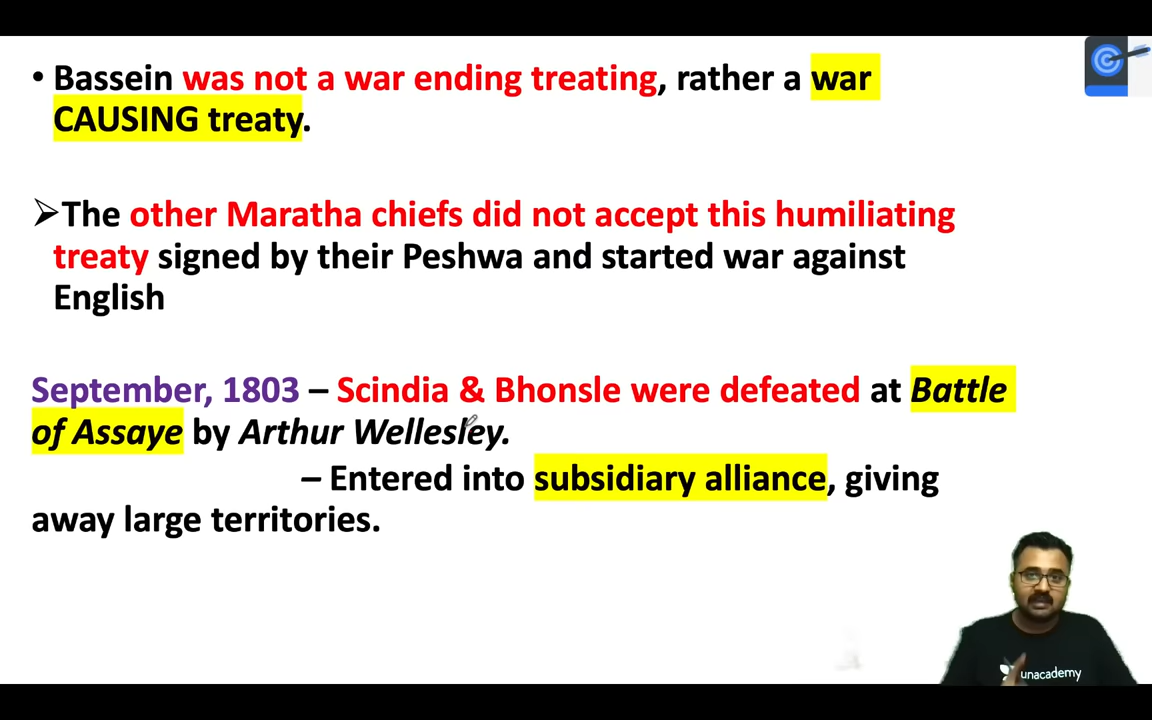 • Bassein was not a war ending treating, rather a war
CAUSING treaty.
➢The other Maratha chiefs did not accept this humiliating
treaty signed by their Peshwa and started war against
English
September, 1803 – Scindia & Bhonsle were defeated at Battle
of Assaye by Arthur Wellesley.
– Entered into subsidiary alliance, giving
away large territories.
unacademy